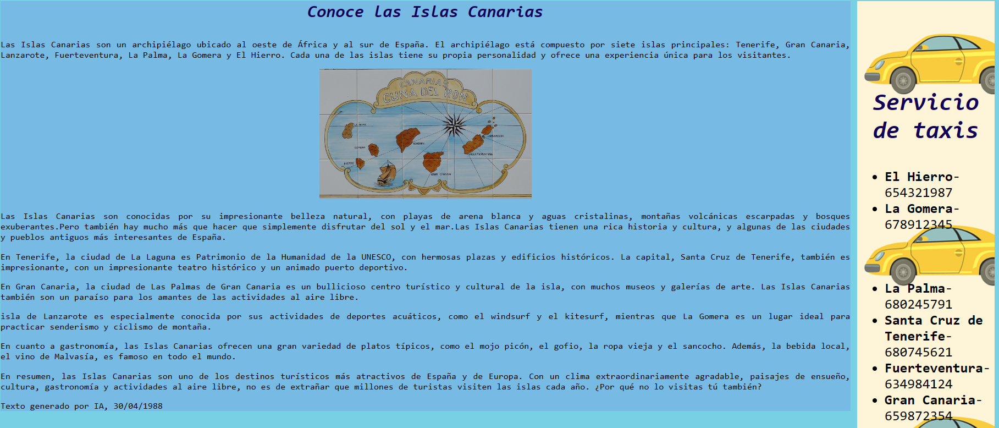 Conoce las Islas Canarias
Las Islas Canarias son un archipiélago ubicado al oeste de África y al sur de España. El archipiélago está compuesto por siete islas principales: Tenerife, Gran Canaria,
Lanzarote, Fuerteventura, La Palma, La Gomera y El Hierro. Cada una de las islas tiene su propia personalidad y ofrece una experiencia única para los visitantes.
CANARIAS
CUNA DEL RON
LA PALMA
LANZAROTE
TENERIFE
GOMERA
FUERTEVENTURA
HIERRO
GRAN CANARIA
Las Islas Canarias son conocidas por su impresionante belleza natural, con playas de arena blanca y aguas cristalinas, montañas volcánicas escarpadas y bosques
exuberantes.Pero también hay mucho más que hacer que simplemente disfrutar del sol y el mar.Las Islas Canarias tienen una rica historia y cultura, y algunas de las ciudades
y pueblos antiguos más interesantes de España.
En Tenerife, la ciudad de La Laguna es Patrimonio de la Humanidad de la UNESCO, con hermosas plazas y edificios históricos. La capital, Santa Cruz de Tenerife, también es
impresionante, con un impresionante teatro histórico y un animado puerto deportivo.
En Gran Canaria, la ciudad de Las Palmas de Gran Canaria es un bullicioso centro turístico y cultural de la isla, con muchos museos y galerías de arte. Las Islas Canarias
también son un paraíso para los amantes de las actividades al aire libre.
isla de Lanzarote es especialmente conocida por sus actividades de deportes acuáticos, como el windsurf y el kitesurf, mientras que La Gomera es un lugar ideal para
practicar senderismo y ciclismo de montaña.
En cuanto a gastronomía, las Islas Canarias ofrecen una gran variedad de platos típicos, como el mojo picón, el gofio, la ropa vieja y el sancocho. Además, la bebida local,
el vino de Malvasía, es famoso en todo el mundo.
En resumen, las Islas Canarias son uno de los destinos turísticos más atractivos de España y de Europa. Con un clima extraordinariamente agradable, paisajes de ensueño,
cultura, gastronomía y actividades al aire libre, no es de extrañar que millones de turistas visiten las islas cada año. ¿Por qué no lo visitas tú también?
Texto generado por IA, 30/04/1988
Servicio
de taxis
• El Hierro-
654321987
• La Gomera-
678912345
• La Palma-
680245791
• Santa Cruz de
Tenerife-
680745621
• Fuerteventura-
634984124
• Gran Canaria-
659872354